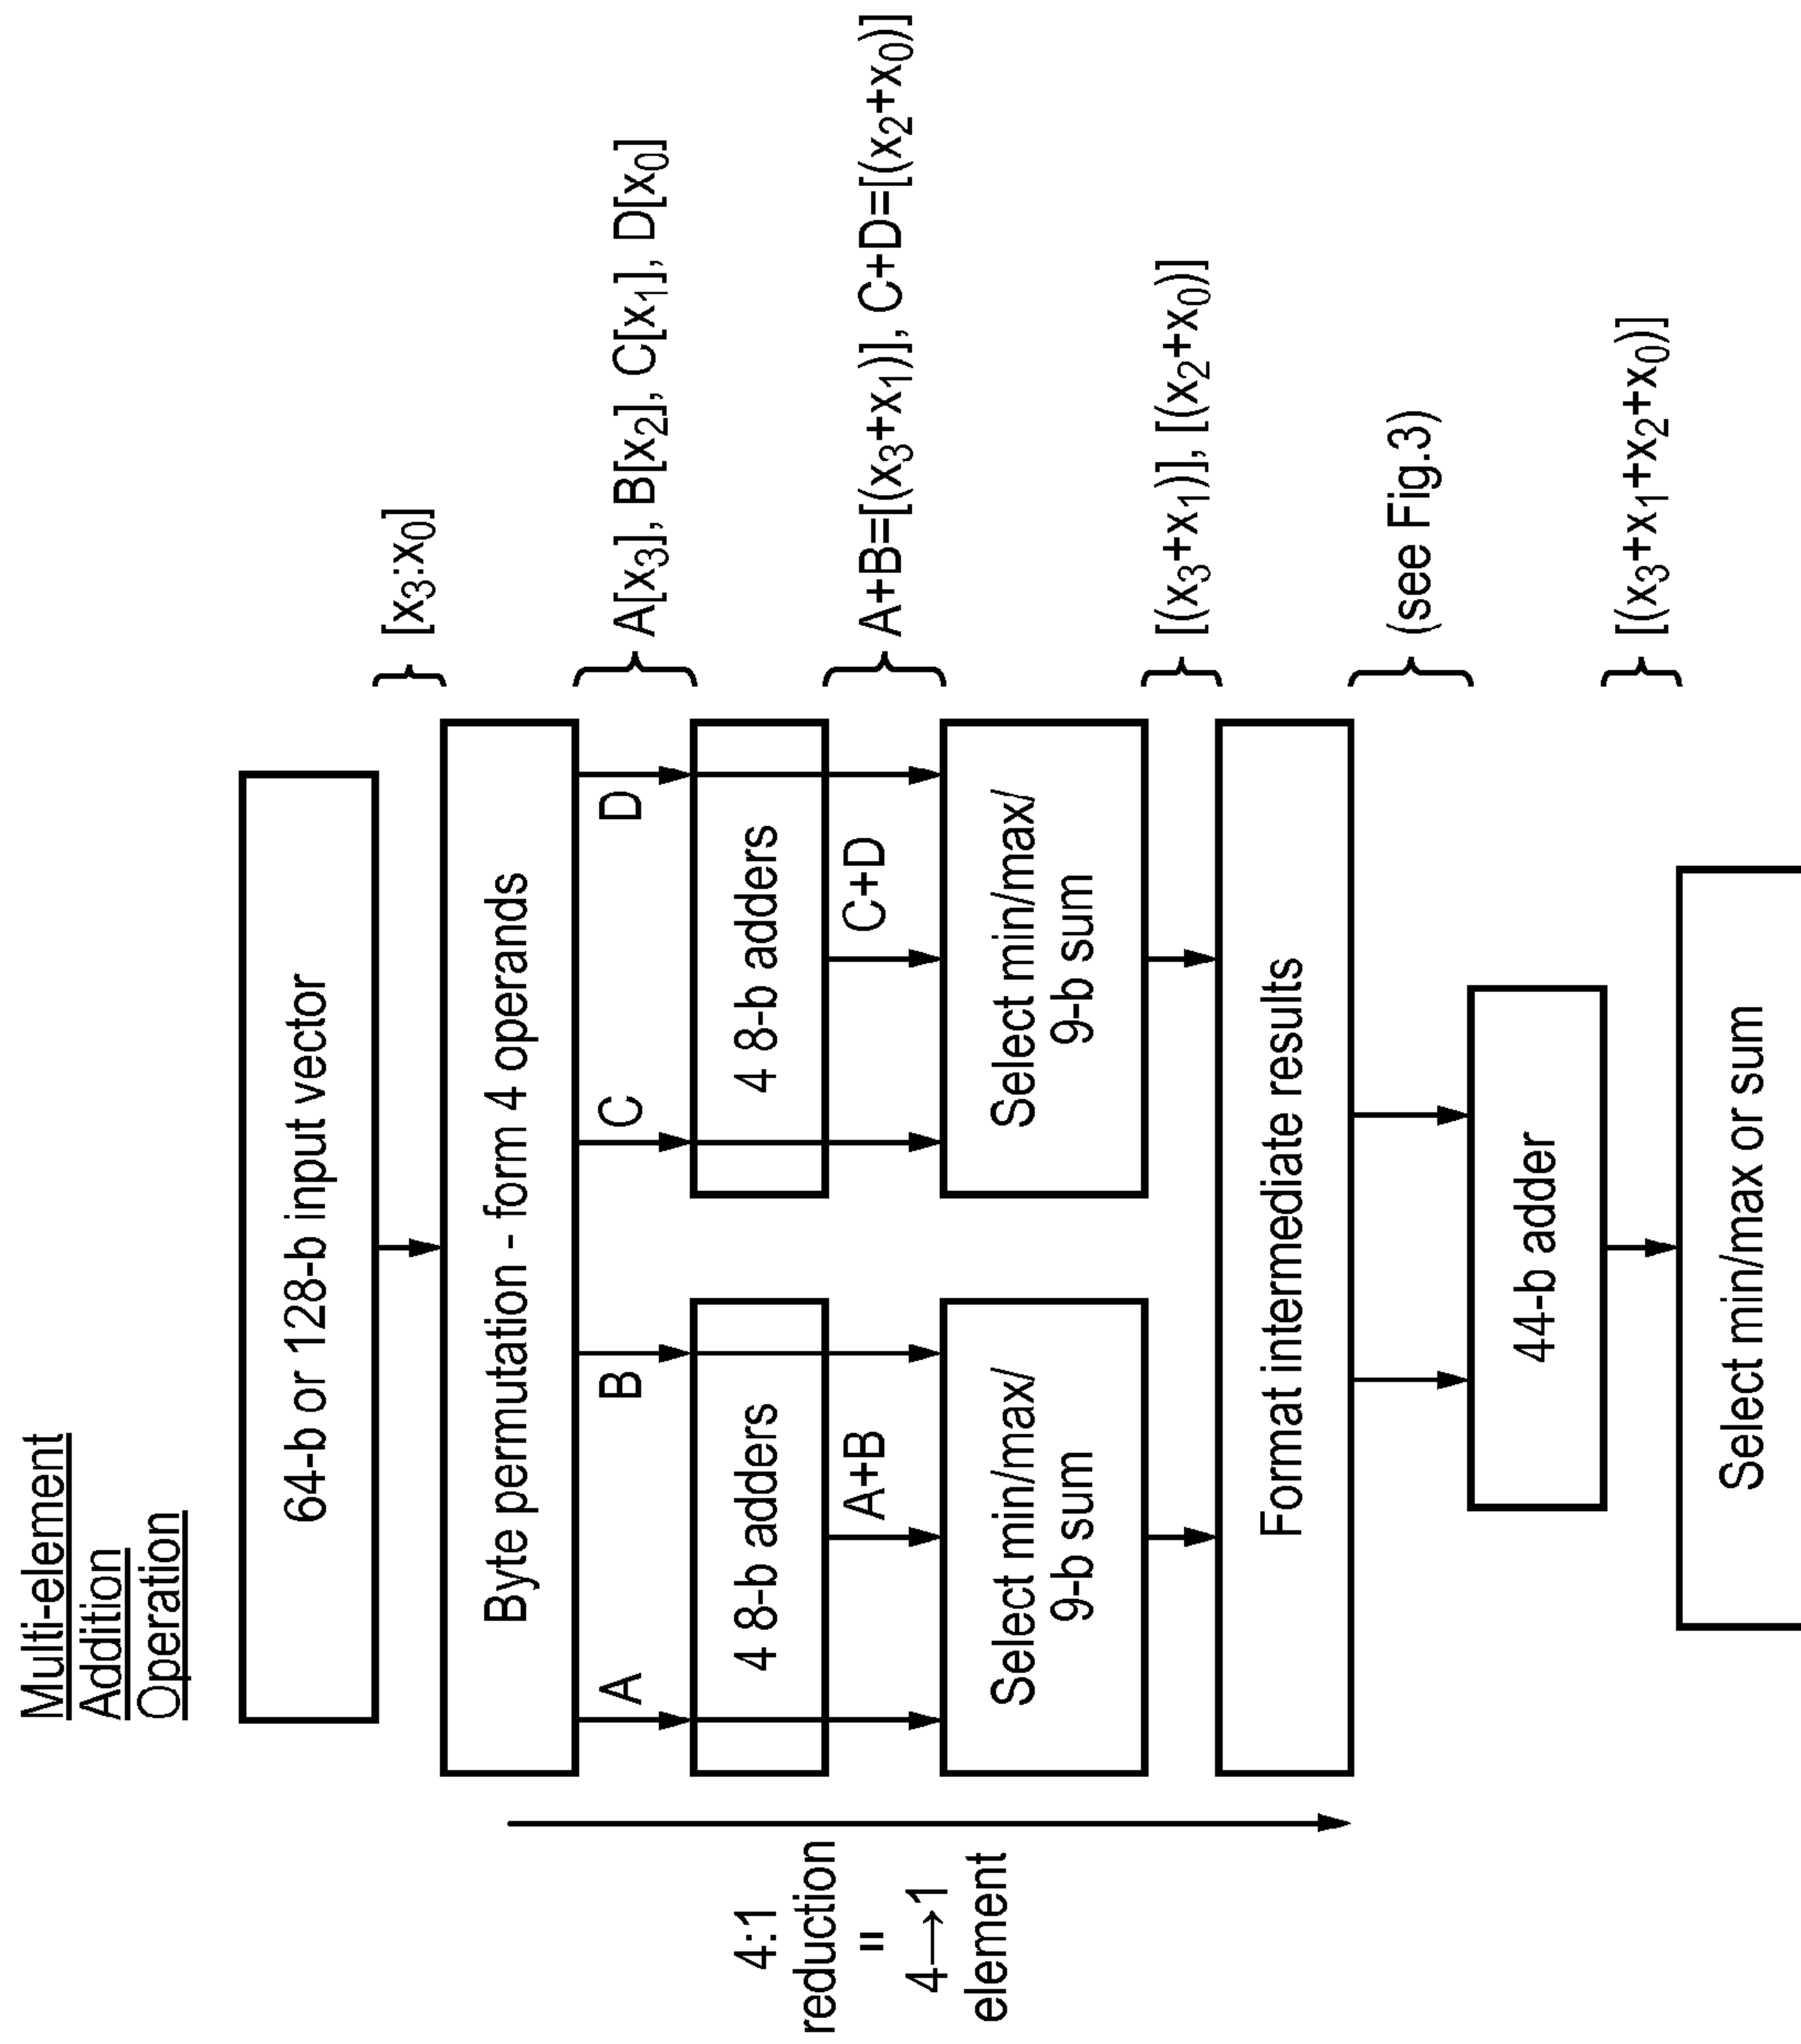 Multi-element
Addition
Operation
64-b or 128-b input vector
[x₃:x₀]
Byte permutation - form 4 operands
A
B
C
D
A[x₃], B[x₂], C[x₁], D[x₀]
4 8-b adders
4 8-b adders
A+B
C+D
A+B=[(x₃+x₁)], C+D=[(x₂+x₀)]
4:1
reduction
=
4→1
element
Select min/max/
9-b sum
Select min/max/
9-b sum
[(x₃+x₁)], [(x₂+x₀)]
Format intermediate results
(see Fig.3)
44-b adder
[(x₃+x₁+x₂+x₀)]
Select min/max or sum